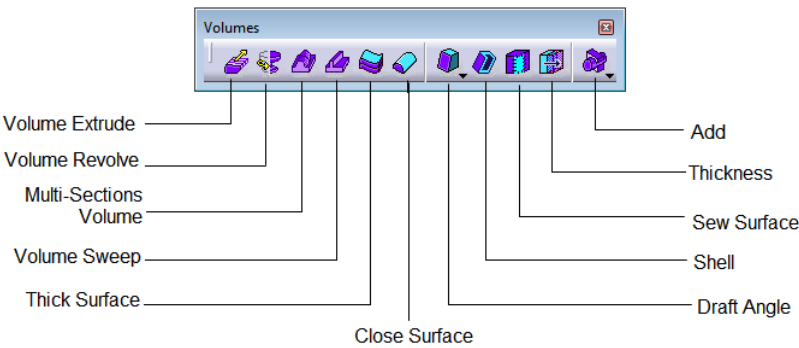 Volumes
Volume Extrude
Add
Volume Revolve
Thickness
Multi-Sections
Volume
Sew Surface
Volume Sweep
Shell
Thick Surface
Draft Angle
Close Surface